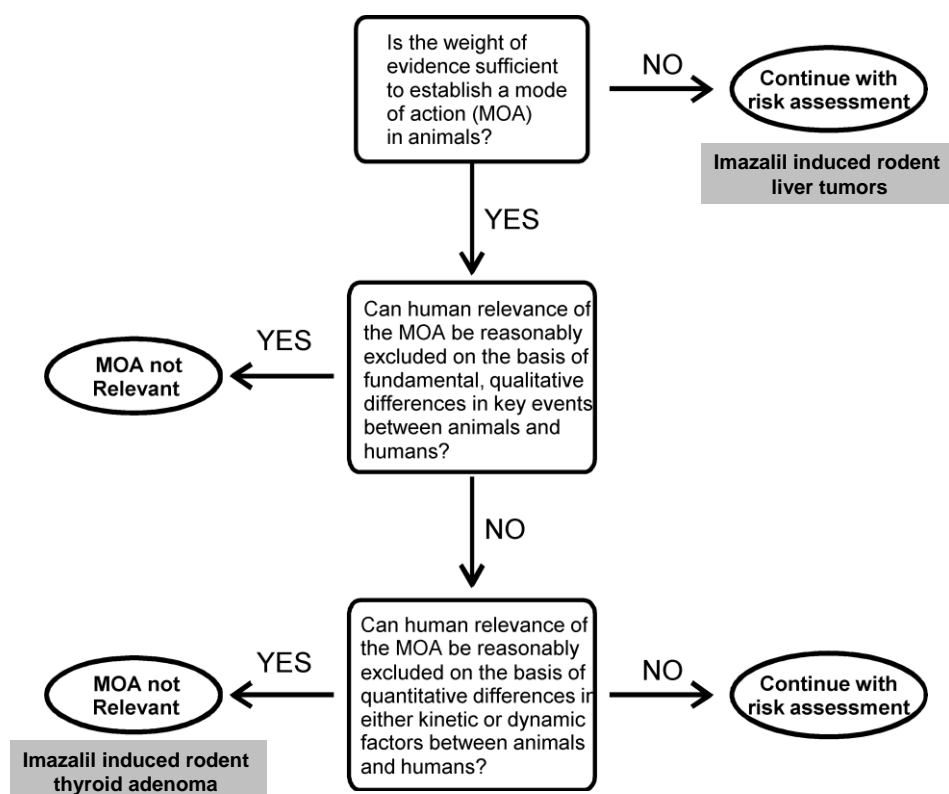 Is the weight of
evidence sufficient
to establish a mode
of action (MOA)
in animals?
NO
Continue with
risk assessment
Imazalil induced rodent
liver tumors
YES
Can human relevance of
the MOA be reasonably
excluded on the basis of
fundamental, qualitative
differences in key events
between animals and
humans?
YES
MOA not
Relevant
NO
Can human relevance of
the MOA be reasonably
excluded on the basis of
quantitative differences in
either kinetic or dynamic
factors between animals
and humans?
YES
MOA not
Relevant
Imazalil induced rodent
thyroid adenoma
NO
Continue with
risk assessment